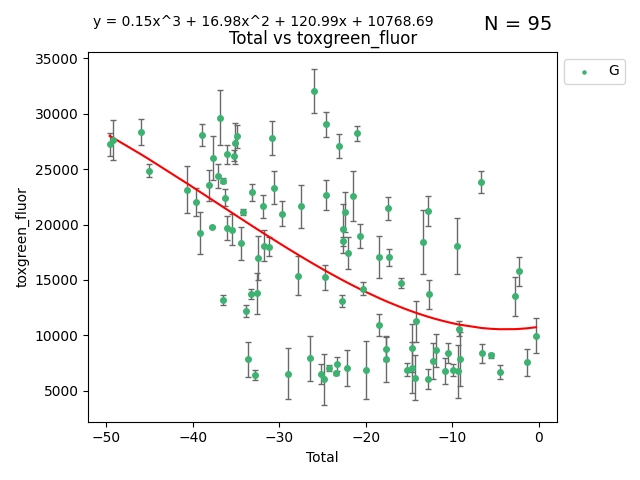 y = 0.15x^3 + 16.98x^2 + 120.99x + 10768.69
N = 95
Total vs toxgreen_fluor
G
toxgreen_fluor
35000
30000
25000
20000
15000
10000
5000
−50
−40
−30
−20
−10
0
Total